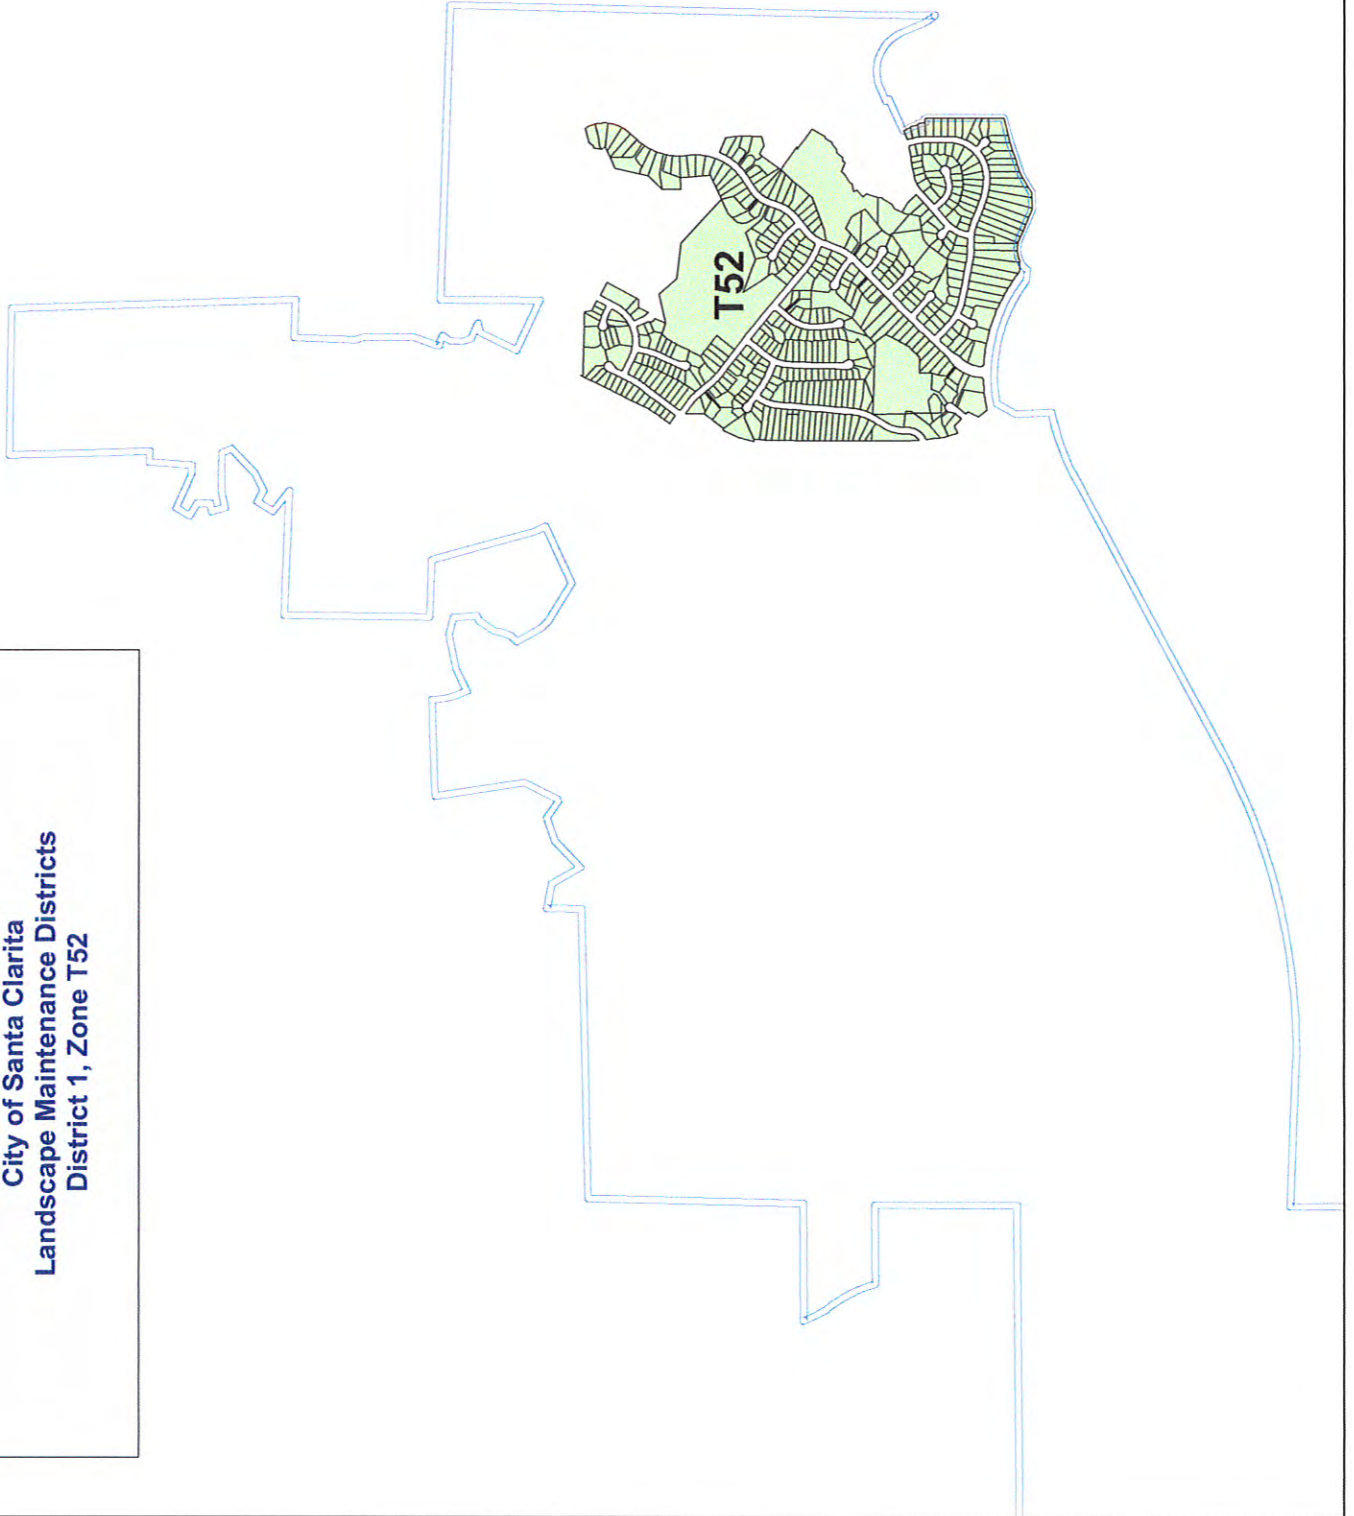 City of Santa Clarita
Landscape Maintenance Districts
District 1, Zone T52
T52